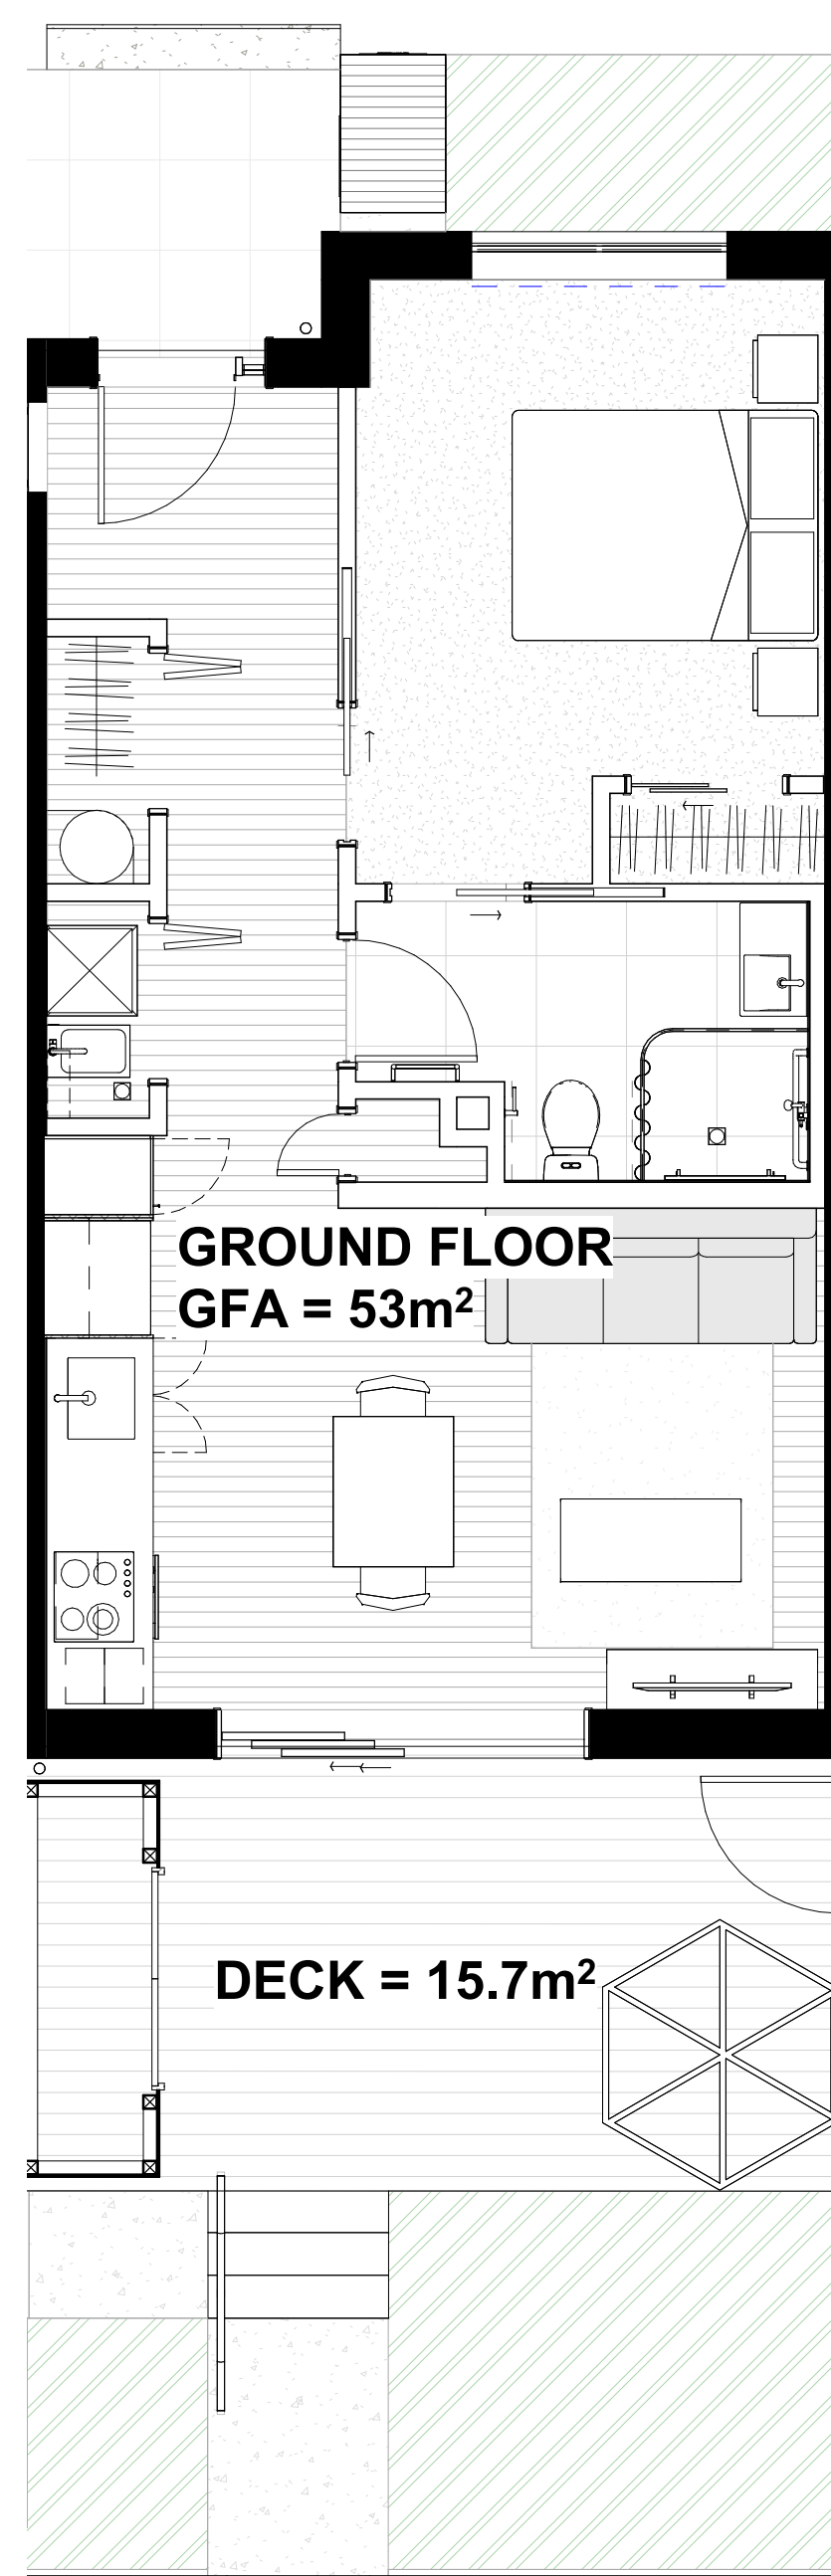 GROUND FLOOR
GFA = 53m²
DECK = 15.7m²